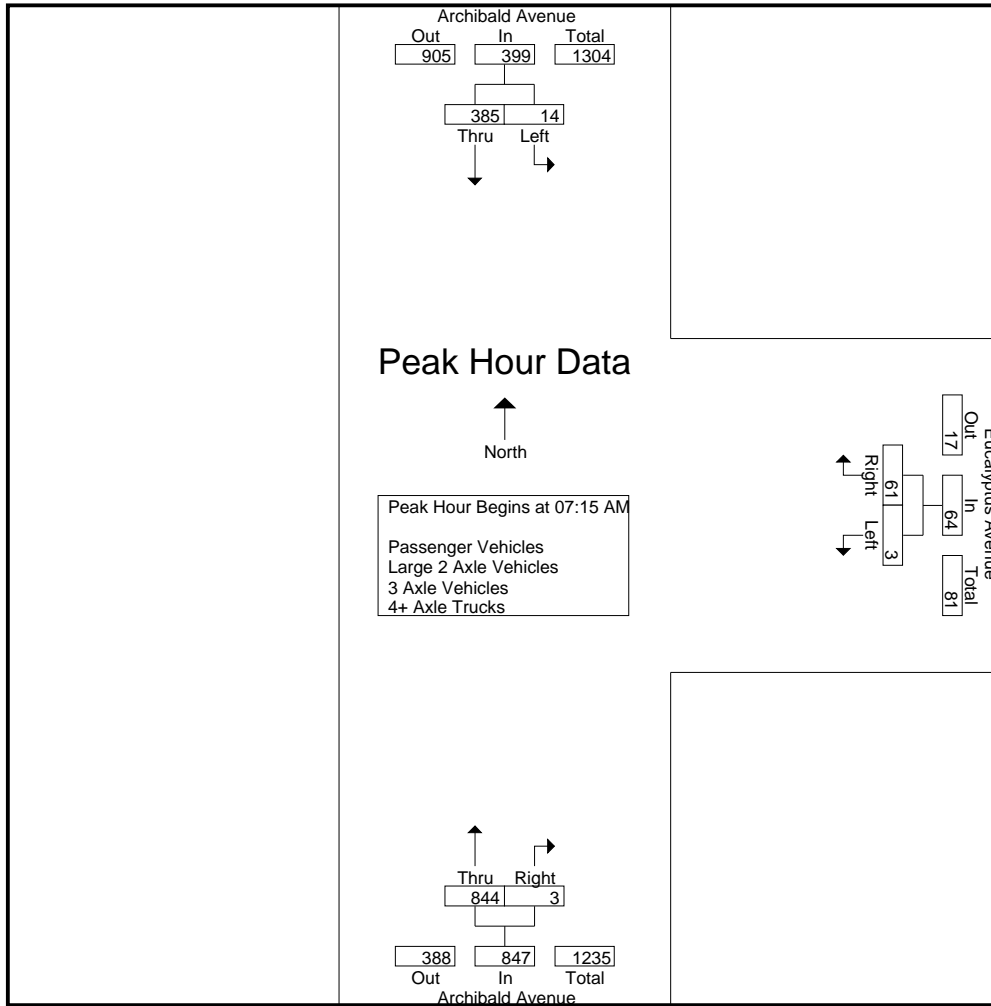 Archibald Avenue
Out In Total
905 399 1304
385 14
Thru Left
Peak Hour Data
North
Peak Hour Begins at 07:15 AM
Passenger Vehicles
Large 2 Axle Vehicles
3 Axle Vehicles
4+ Axle Trucks
Eucalyptus Avenue
Out In Total
17 64 81
61 3
Right Left
Thru Right
844 3
388 847 1235
Out In Total
Archibald Avenue